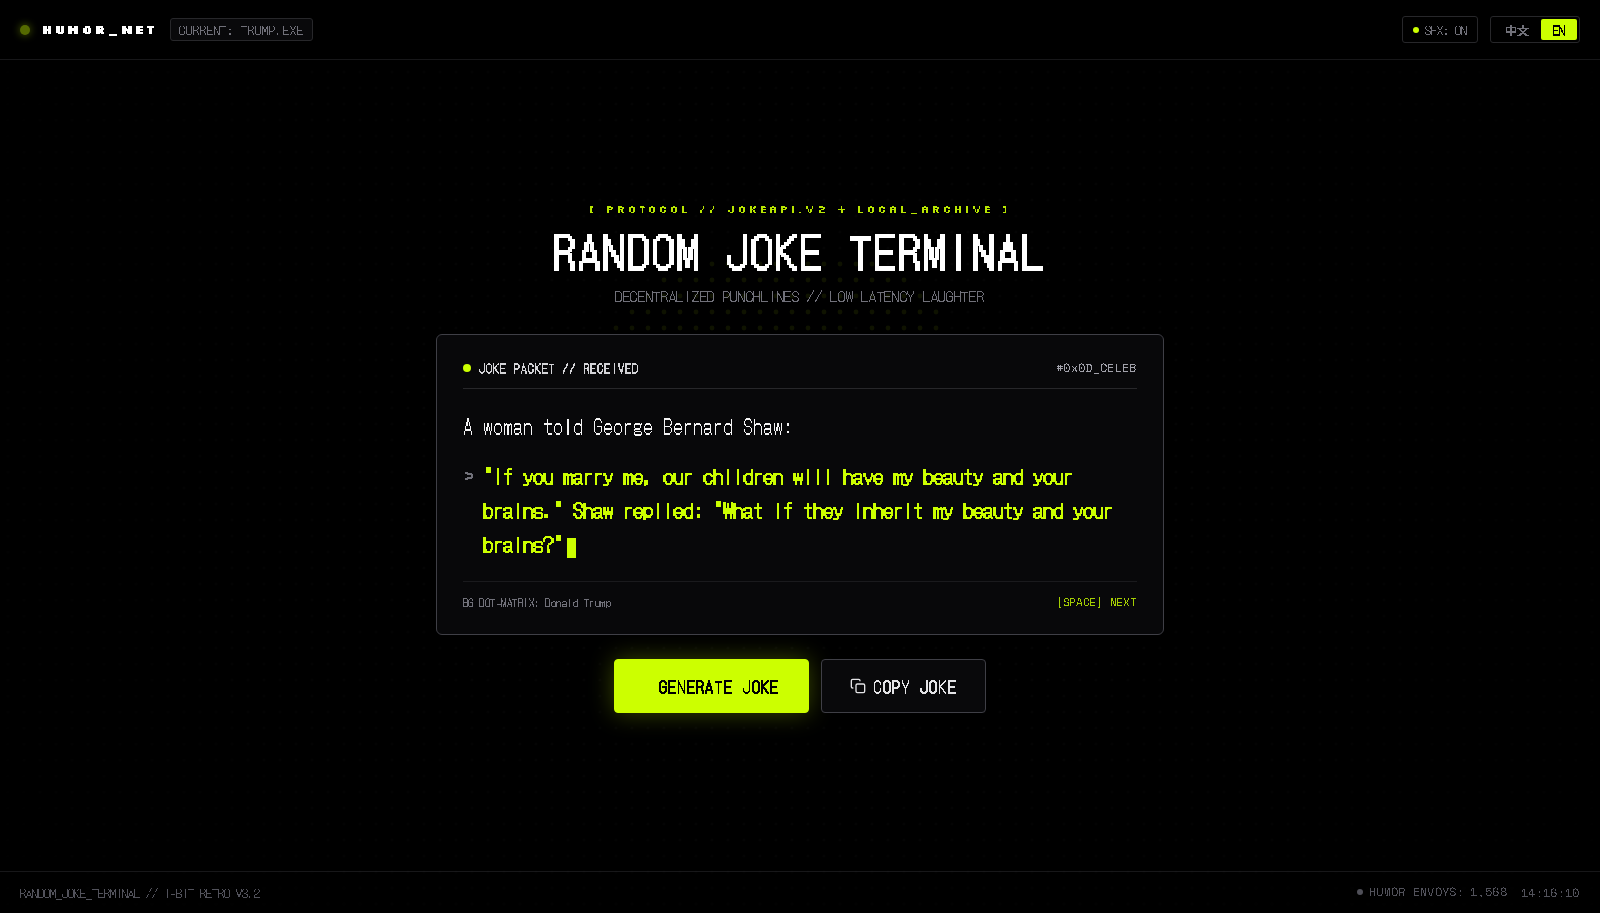 HUMOR_NET
CURRENT: TRUMP.EXE
SFX: ON
中文
EN
[ PROTOCOL // JOKEAPI.V2 + LOCAL_ARCHIVE ]
RANDOM JOKE TERMINAL
DECENTRALIZED PUNCHLINES // LOW LATENCY LAUGHTER
JOKE PACKET // RECEIVED
#0x0D_CELEB
A woman told George Bernard Shaw:
> "If you marry me, our children will have my beauty and your
brains." Shaw replied: "What if they inherit my beauty and your
brains?"
BG DOT-MATRIX: Donald Trump
[SPACE] NEXT
GENERATE JOKE
COPY JOKE
RANDOM_JOKE_TERMINAL // 1-BIT RETRO V3.2
HUMOR ENVOYS: 1,568
14:16:10